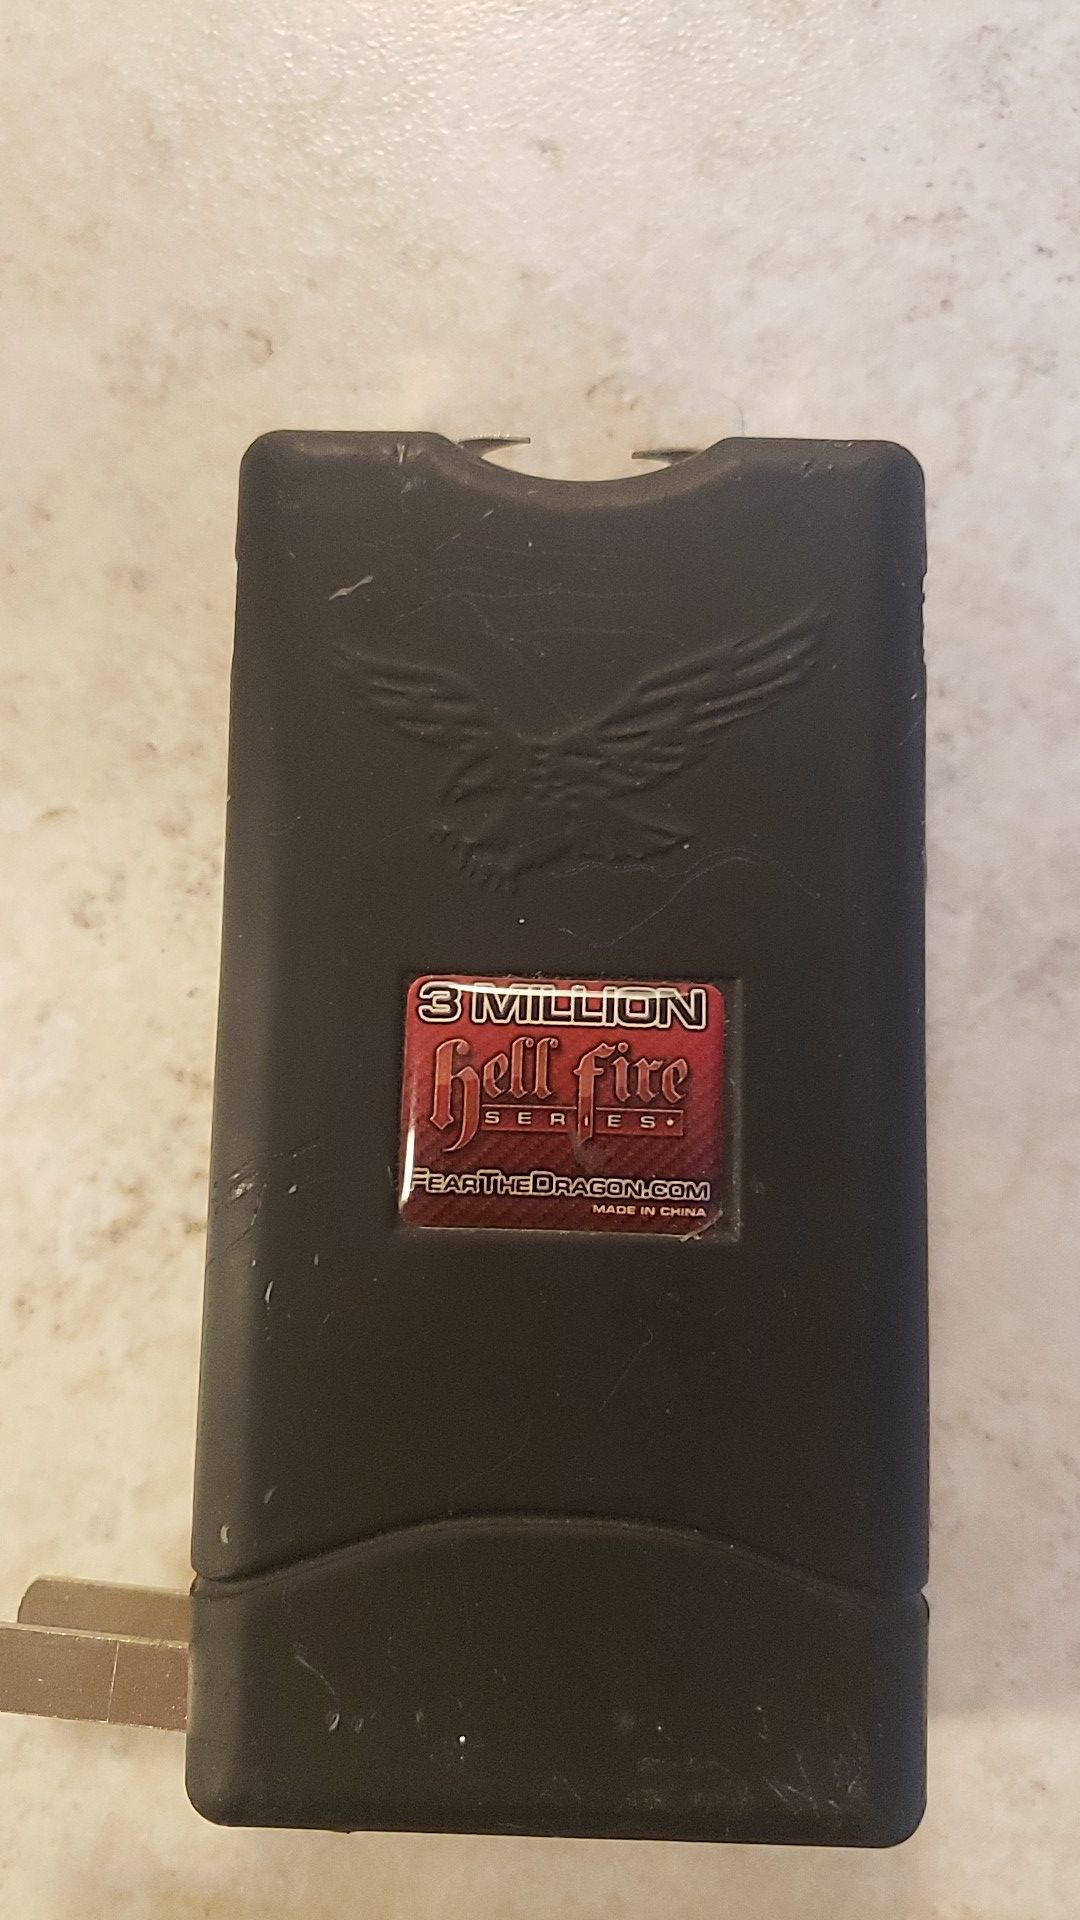 3 MILLION
Hell Fire
SERIES
FEARTHEDRAGON.COM
MADE IN CHINA